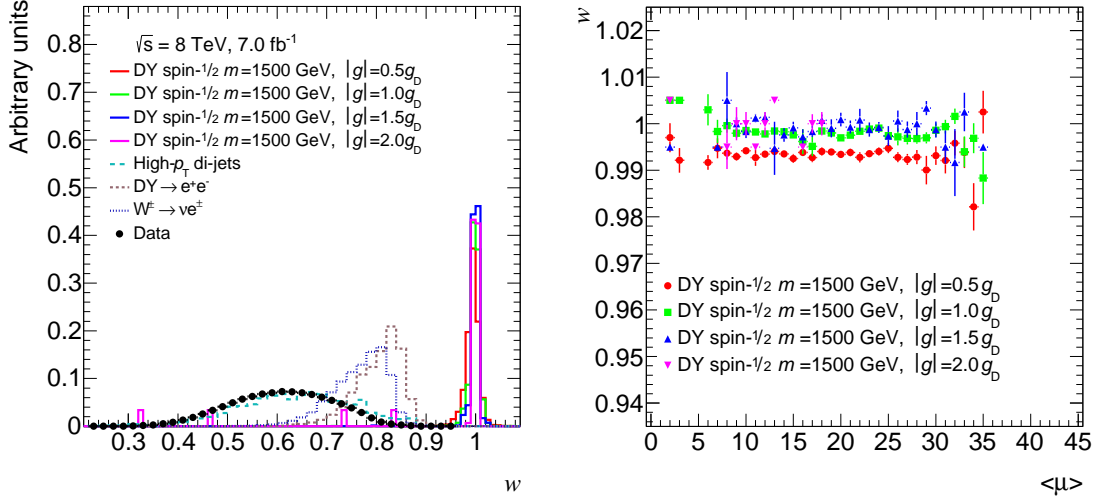 Arbitrary units
0.8
0.7
0.6
0.5
0.4
0.3
0.2
0.1
0
√s = 8 TeV, 7.0 fb⁻¹
DY spin-1/2 m=1500 GeV, |g|=0.5g_D
DY spin-1/2 m=1500 GeV, |g|=1.0g_D
DY spin-1/2 m=1500 GeV, |g|=1.5g_D
DY spin-1/2 m=1500 GeV, |g|=2.0g_D
High-p_T di-jets
DY→e⁺e⁻
W^± → νe^±
Data
0.3 0.4 0.5 0.6 0.7 0.8 0.9 1
w
w
1.02
1.01
1
0.99
0.98
0.97
0.96
0.95
0.94
DY spin-1/2 m=1500 GeV, |g|=0.5g_D
DY spin-1/2 m=1500 GeV, |g|=1.0g_D
DY spin-1/2 m=1500 GeV, |g|=1.5g_D
DY spin-1/2 m=1500 GeV, |g|=2.0g_D
0 5 10 15 20 25 30 35 40 45
<μ>